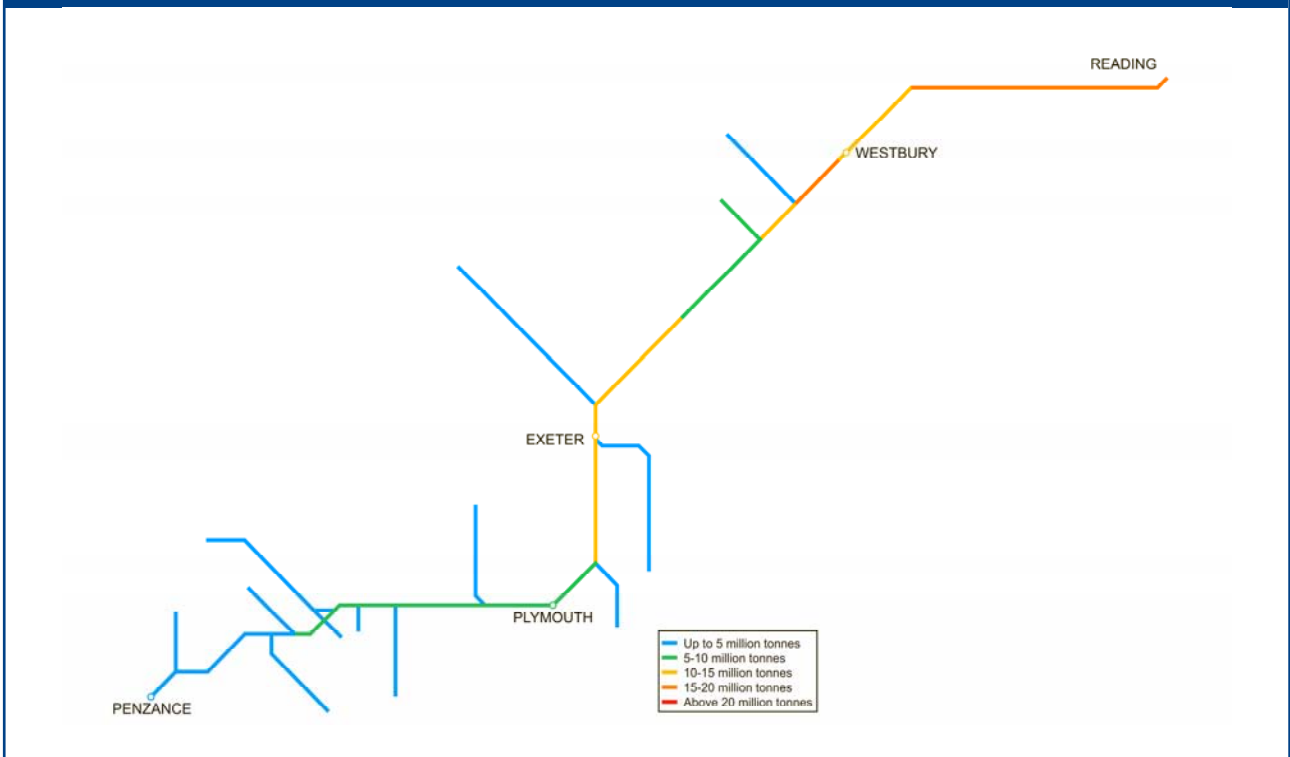 READING
WESTBURY
EXETER
PLYMOUTH
PENZANCE
Up to 5 million tonnes
5-10 million tonnes
10-15 million tonnes
15-20 million tonnes
Above 20 million tonnes